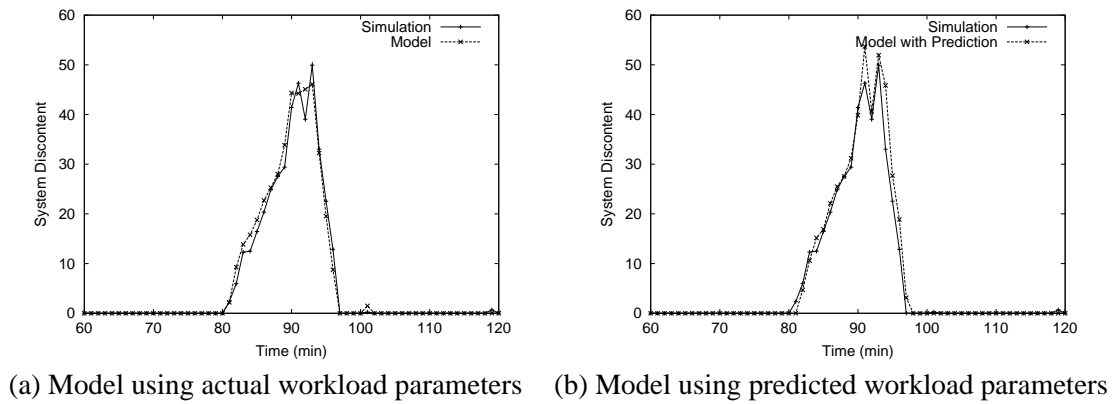 60
50
40
30
20
10
0
System Discontent
60 70 80 90 100 110 120
Time (min)
Simulation
Model
(a) Model using actual workload parameters
60
50
40
30
20
10
0
System Discontent
60 70 80 90 100 110 120
Time (min)
Simulation
Model with Prediction
(b) Model using predicted workload parameters